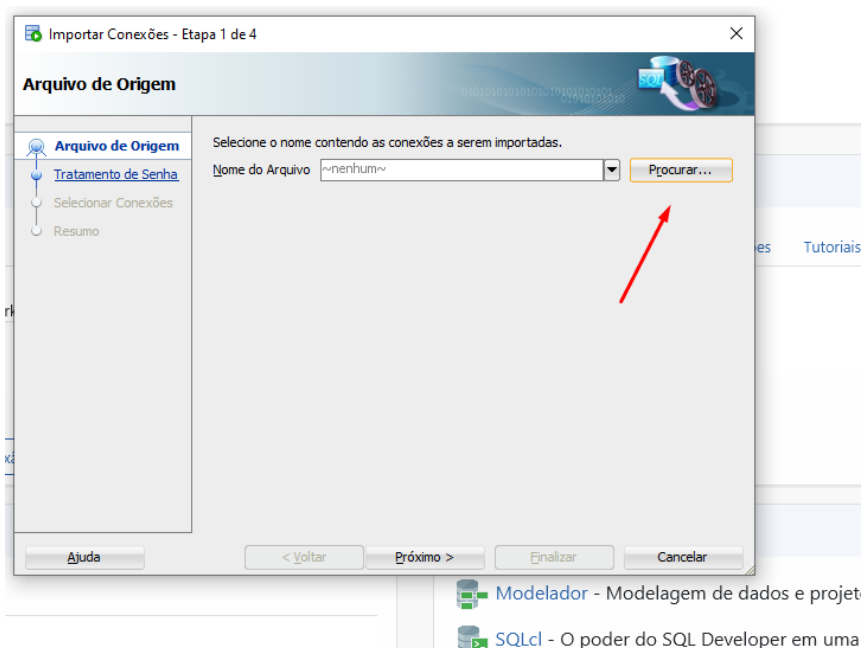 Importar Conexões - Etapa 1 de 4
Arquivo de Origem
SQL
Arquivo de Origem
Tratamento de Senha
Selecionar Conexões
Resumo
Selecione o nome contendo as conexões a serem importadas.
Nome do Arquivo ~nenhum~ Procurar...
Tutoriais
Ajuda < Voltar Próximo > Finalizar Cancelar
Modelador - Modelagem de dados e
SQLcl - O poder do SQL Developer em uma